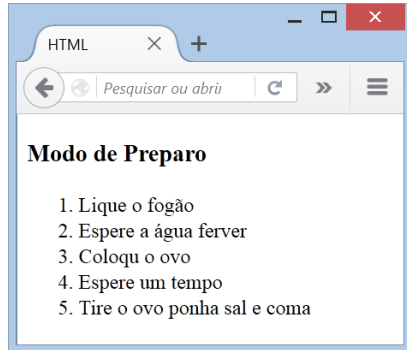 HTML
Pesquisar ou abrir
Modo de Preparo
1. Lique o fogão
2. Espere a água ferver
3. Coloqu o ovo
4. Espere um tempo
5. Tire o ovo ponha sal e coma